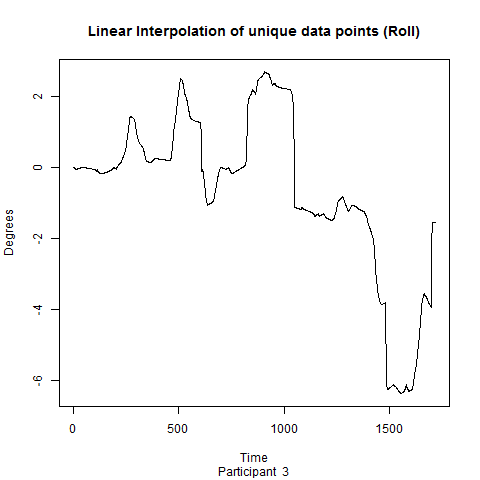 Linear Interpolation of unique data points (Roll)
Degrees
2
0
-2
-4
-6
0 500 1000 1500
Time
Participant 3